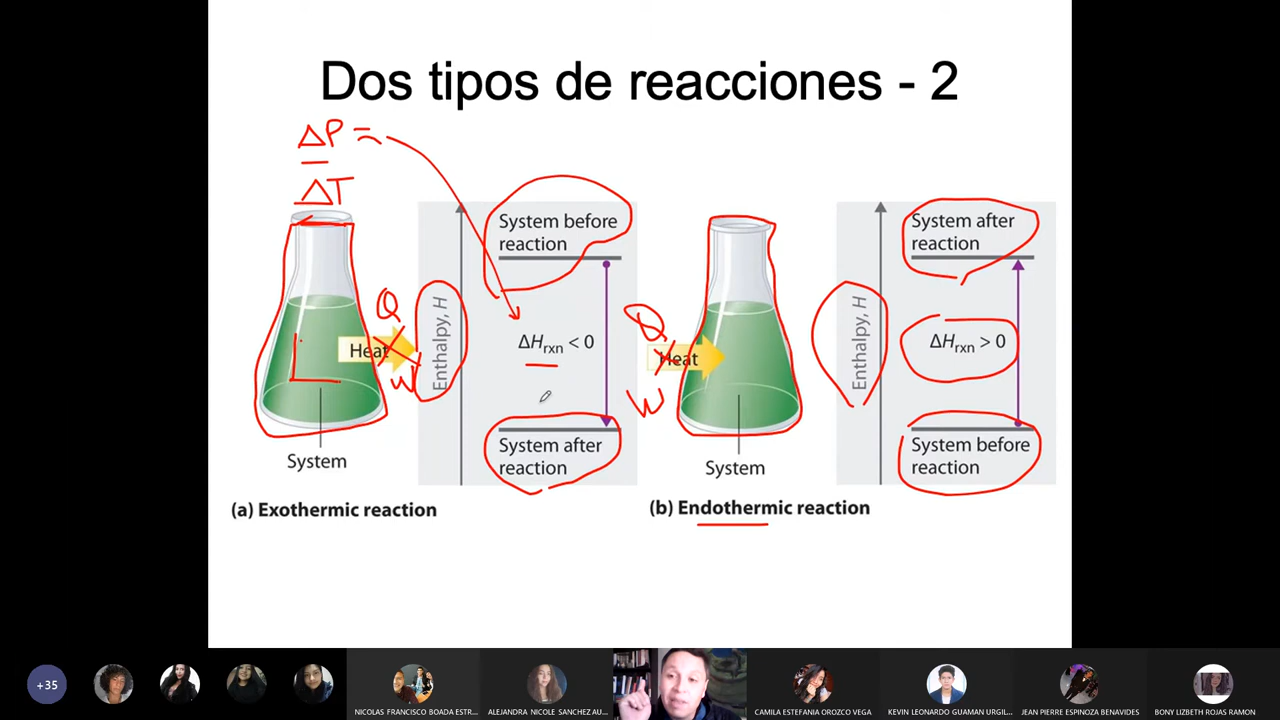 Dos tipos de reacciones - 2
ΔP =
ΔT
System before
reaction
System after
reaction
Q
Heat
W
Enthalpy, H
ΔHrxn < 0
Q
Heat
W
Enthalpy, H
ΔHrxn > 0
System after
reaction
System before
reaction
System
System
(a) Exothermic reaction
(b) Endothermic reaction
+35
NICOLAS FRANCISCO BOADA ESTR...
ALEJANDRA NICOLE SANCHEZ AU...
CAMILA ESTEFANIA OROZCO VEGA
KEVIN LEONARDO GUAMAN URGIL...
JEAN PIERRE ESPINOZA BENAVIDES
BONY LIZBETH ROJAS RAMON